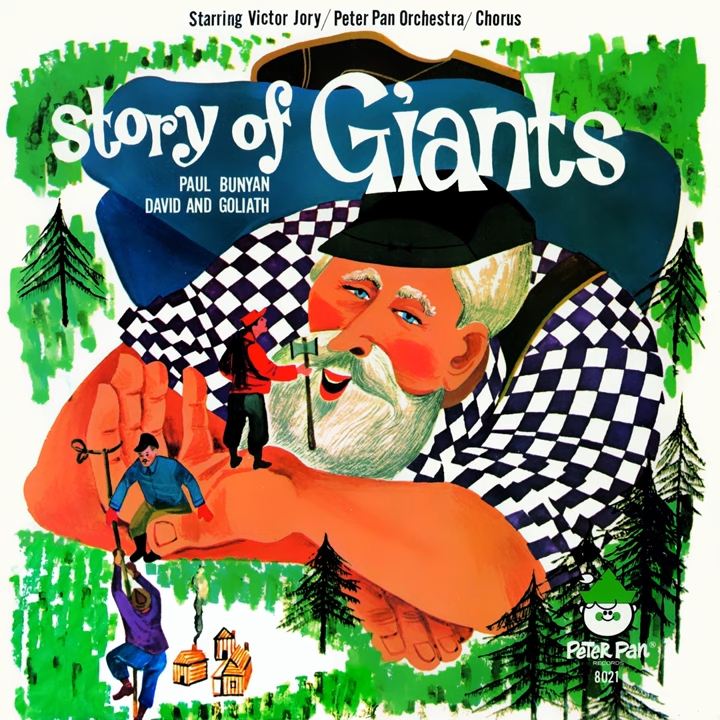 Starring Victor Jory/Peter Pan Orchestra/Chorus
story of Giants
PAUL BUNYAN
DAVID AND GOLIATH
PETER PAN®
RECORDS
8021